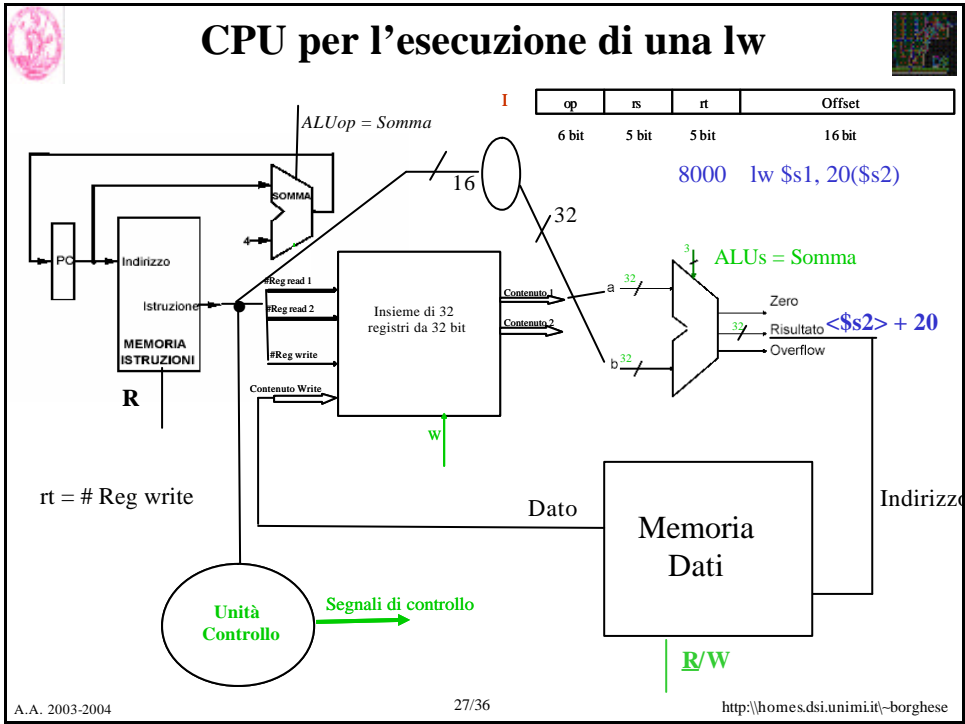 CPU per l'esecuzione di una lw
I
op rs rt Offset
6 bit 5 bit 5 bit 16 bit
ALUop = Somma
8000 lw $s1, 20($s2)
16
32
SOMMA
4
PC
Indirizzo
Istruzione
MEMORIA
ISTRUZIONI
R
#Reg read 1
#Reg read 2
#Reg write
Contenuto Write
Insieme di 32
registri da 32 bit
Contenuto 1
Contenuto 2
W
3
ALUs = Somma
a 32
b 32
Zero
32 Risultato <$s2> + 20
Overflow
rt = # Reg write
Dato
Indirizzo
Memoria
Dati
R/W
Unità
Controllo
Segnali di controllo
A.A. 2003-2004
27/36
http:\\homes.dsi.unimi.it\~borghese